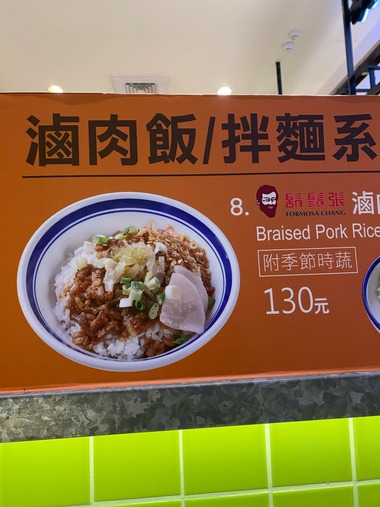 滷肉飯/拌麵系
8. 鬍鬚張 滷
FORMOSA CHANG
Braised Pork Rice
附季節時蔬
130元